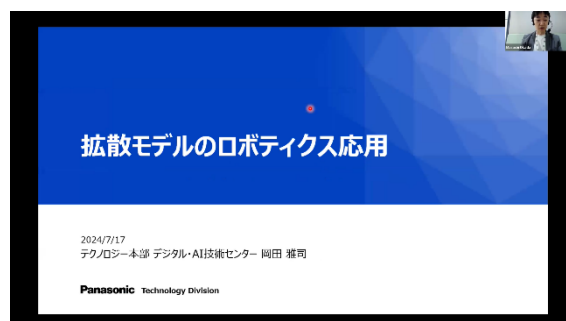 拡散モデルのロボティクス応用
2024/7/17
テクノロジー本部 デジタル・AI技術センター 岡田 雅司
Panasonic Technology Division